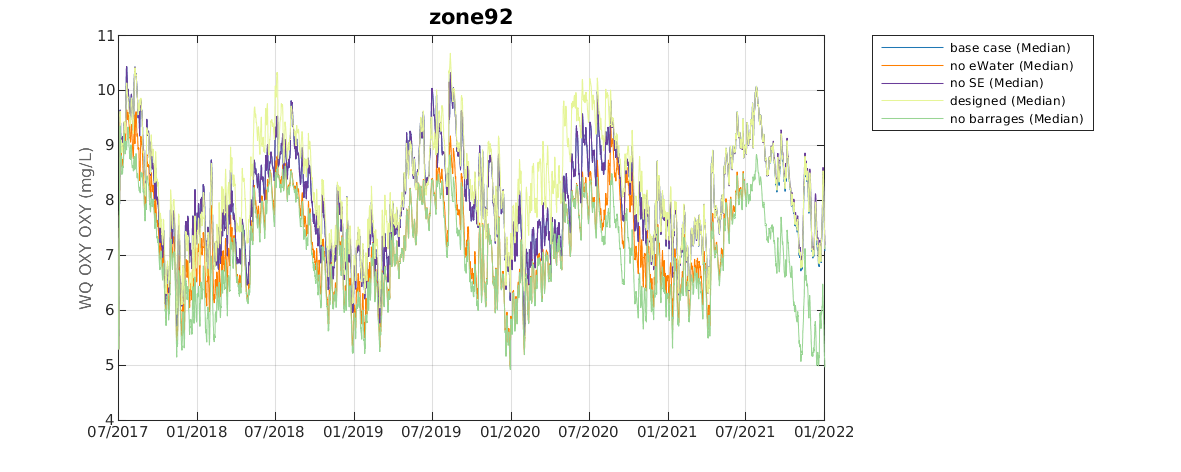 zone92
11
10
9
8
7
6
5
4
WQ OXY OXY (mg/L)
07/2017 01/2018 07/2018 01/2019 07/2019 01/2020 07/2020 01/2021 07/2021 01/2022
base case (Median)
no eWater (Median)
no SE (Median)
designed (Median)
no barrages (Median)